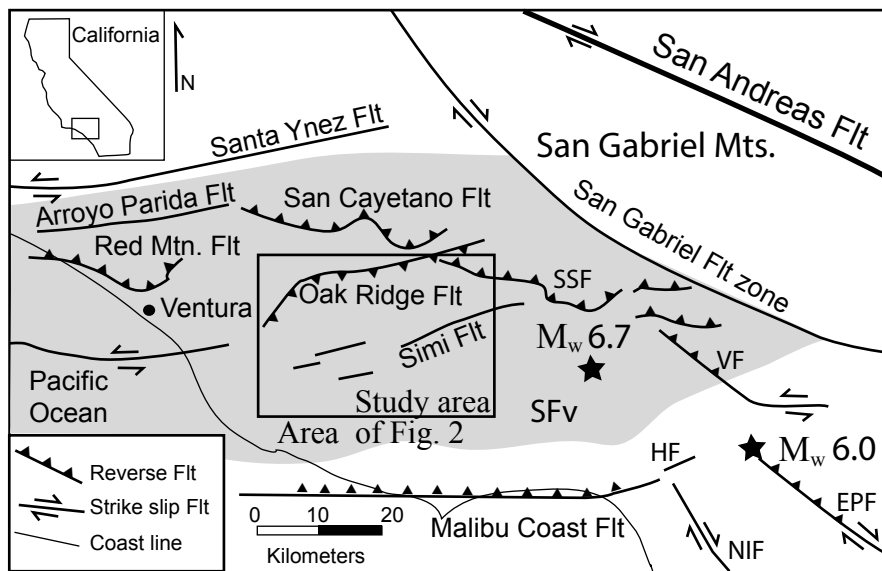 California
N
San Andreas Flt
Santa Ynez Flt
San Gabriel Mts.
Arroyo Parida Flt
San Cayetano Flt
San Gabriel Flt zone
Red Mtn. Flt
SSF
Oak Ridge Flt
Ventura
Simi Flt
Mw 6.7
VF
Pacific
Ocean
SFv
Study area
Area of Fig. 2
HF
Mw 6.0
Reverse Flt
Strike slip Flt
Coast line
EPF
NIF
Malibu Coast Flt
0 10 20
Kilometers